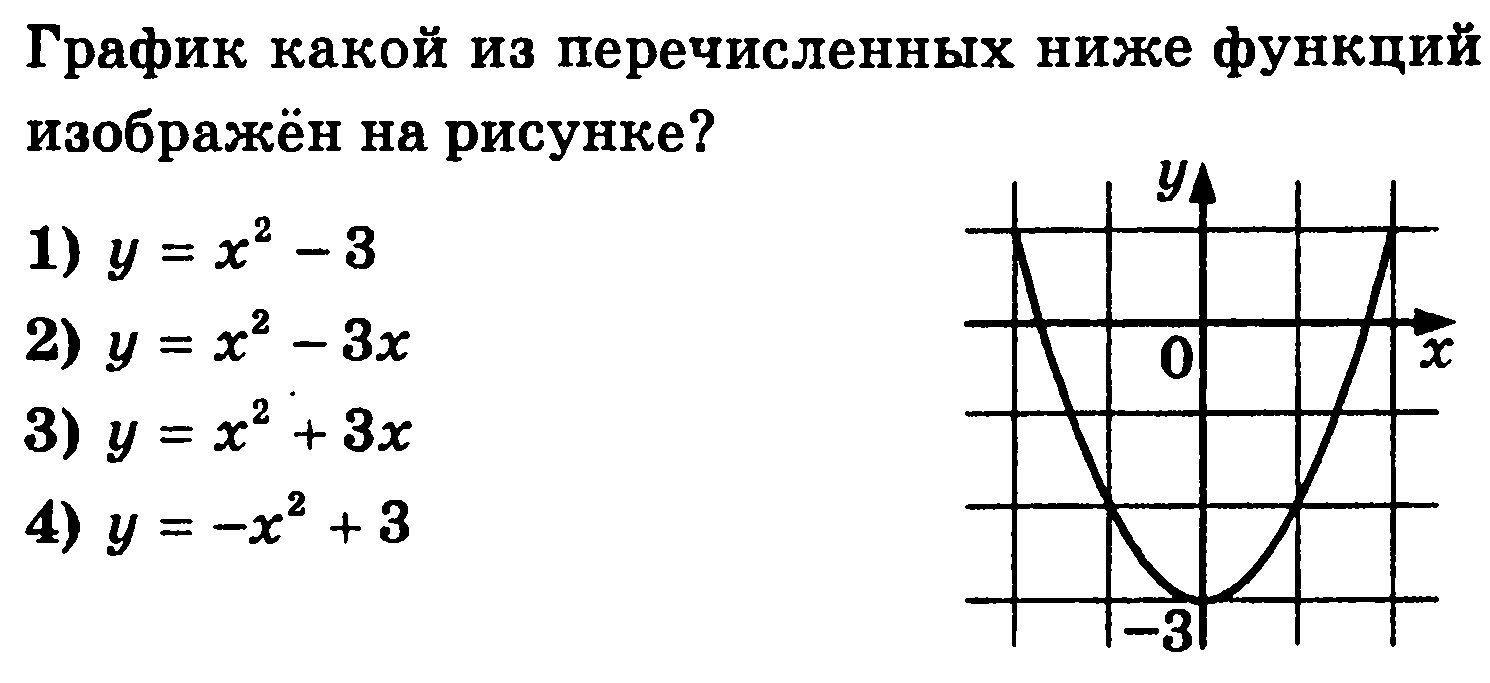 График какой из перечисленных ниже функций
изображён на рисунке?
1) y = x² – 3
2) y = x² – 3x
3) y = x² + 3x
4) y = –x² + 3
y
0
x
–3